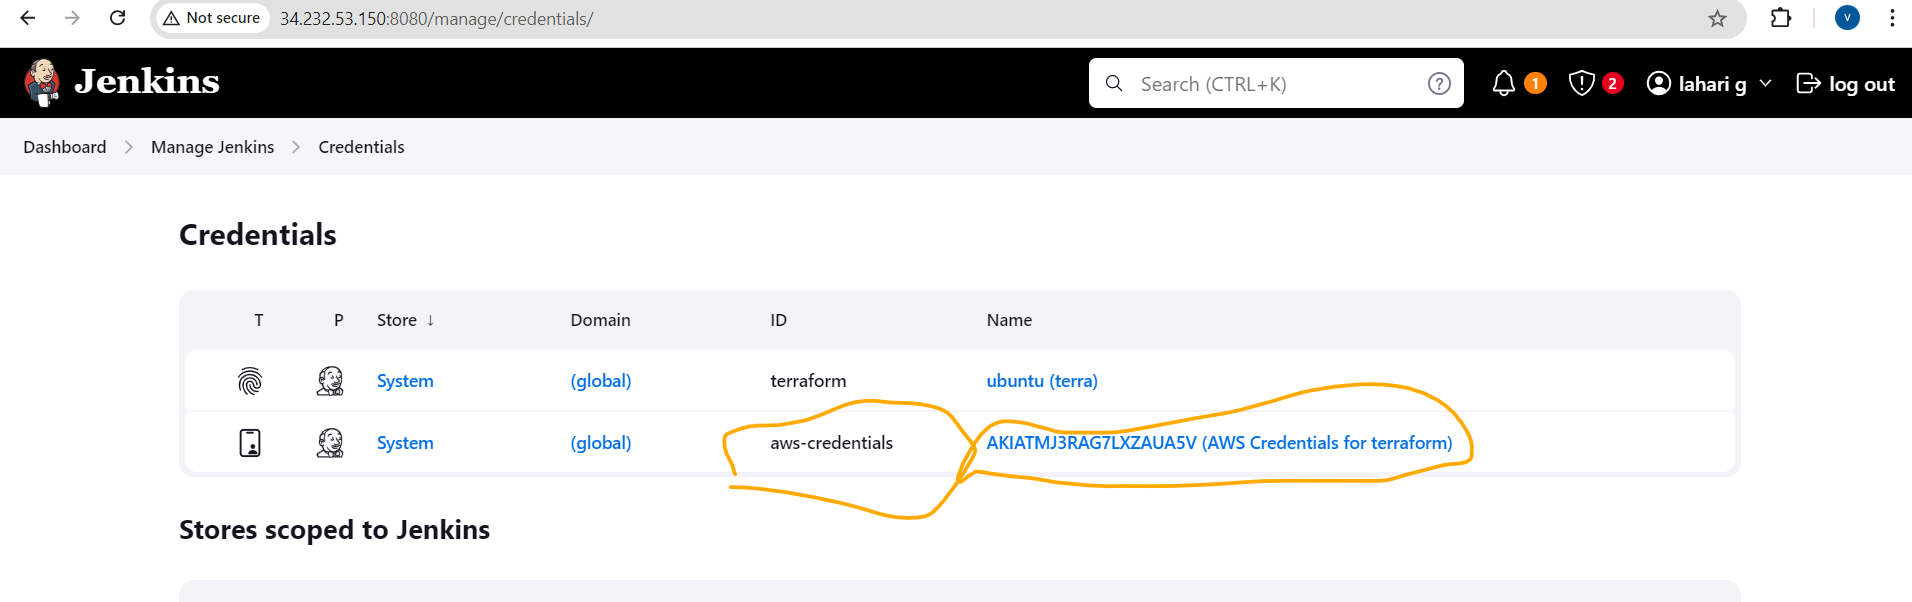 Not secure 34.232.53.150:8080/manage/credentials/ V
Jenkins Search (CTRL+K) ? 1 2 lahari g log out
Dashboard Manage Jenkins Credentials
Credentials
T P Store ↓ Domain ID Name
System (global) terraform ubuntu (terra)
System (global) aws-credentials AKIATMJ3RAG7LXZAUA5V (AWS Credentials for terraform)
Stores scoped to Jenkins